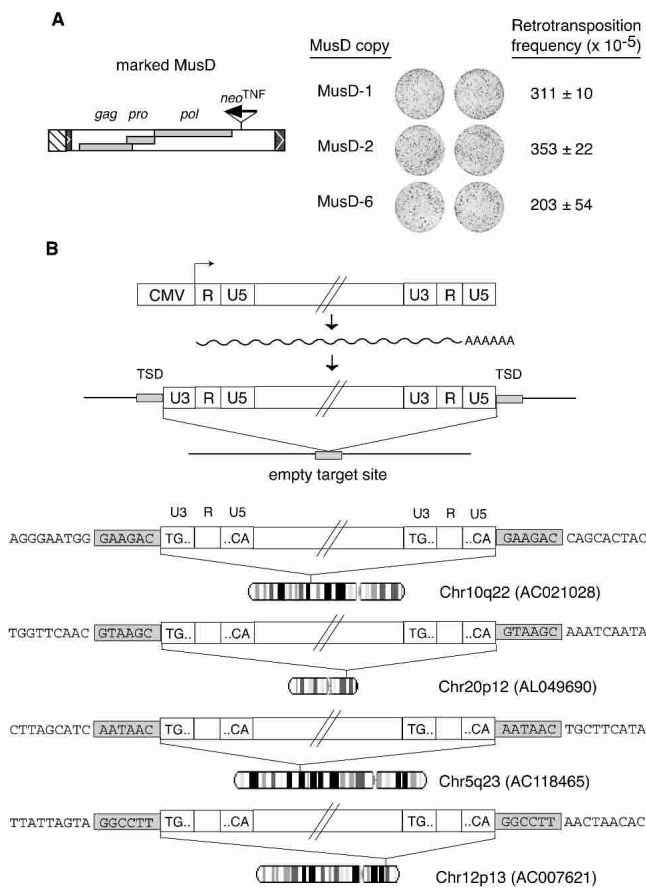 A
marked MusD
neoTNF
gag pro pol
MusD copy
Retrotransposition frequency (x 10-5)
MusD-1 311 ± 10
MusD-2 353 ± 22
MusD-6 203 ± 54
B
CMV R U5 U3 R U5
AAAAAA
TSD TSD
U3 R U5 U3 R U5
empty target site
U3 R U5 U3 R U5
AGGGAATGG GAAGAC TG.. ..CA TG.. ..CA GAAGAC CAGCACTAC
Chr10q22 (AC021028)
TGGTTCAAC GTAAGC TG.. ..CA TG.. ..CA GTAAGC AAATCAATA
Chr20p12 (AL049690)
CTTAGCATC AATAAC TG.. ..CA TG.. ..CA AATAAC TGCTTCATA
Chr5q23 (AC118465)
TTATTAGTA GGCCTT TG.. ..CA TG.. ..CA GGCCTT AACTAACAC
Chr12p13 (AC007621)